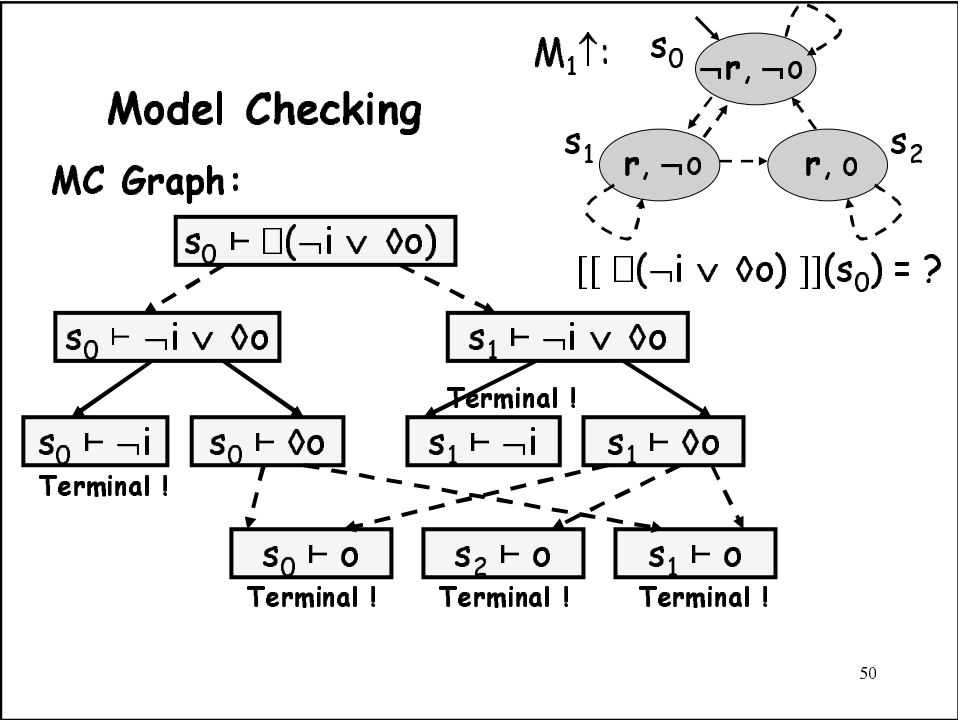 M₁↑:
s₀
¬r, ¬o
Model Checking
s₁
r, ¬o
r, o
s₂
MC Graph:
s₀ ⊢ □(¬i ∨ ◊o)
[[ □(¬i ∨ ◊o) ]](s₀) = ?
s₀ ⊢ ¬i ∨ ◊o
s₁ ⊢ ¬i ∨ ◊o
Terminal !
s₀ ⊢ ¬i
s₀ ⊢ ◊o
s₁ ⊢ ¬i
s₁ ⊢ ◊o
Terminal !
s₀ ⊢ o
s₂ ⊢ o
s₁ ⊢ o
Terminal !
Terminal !
Terminal !
50